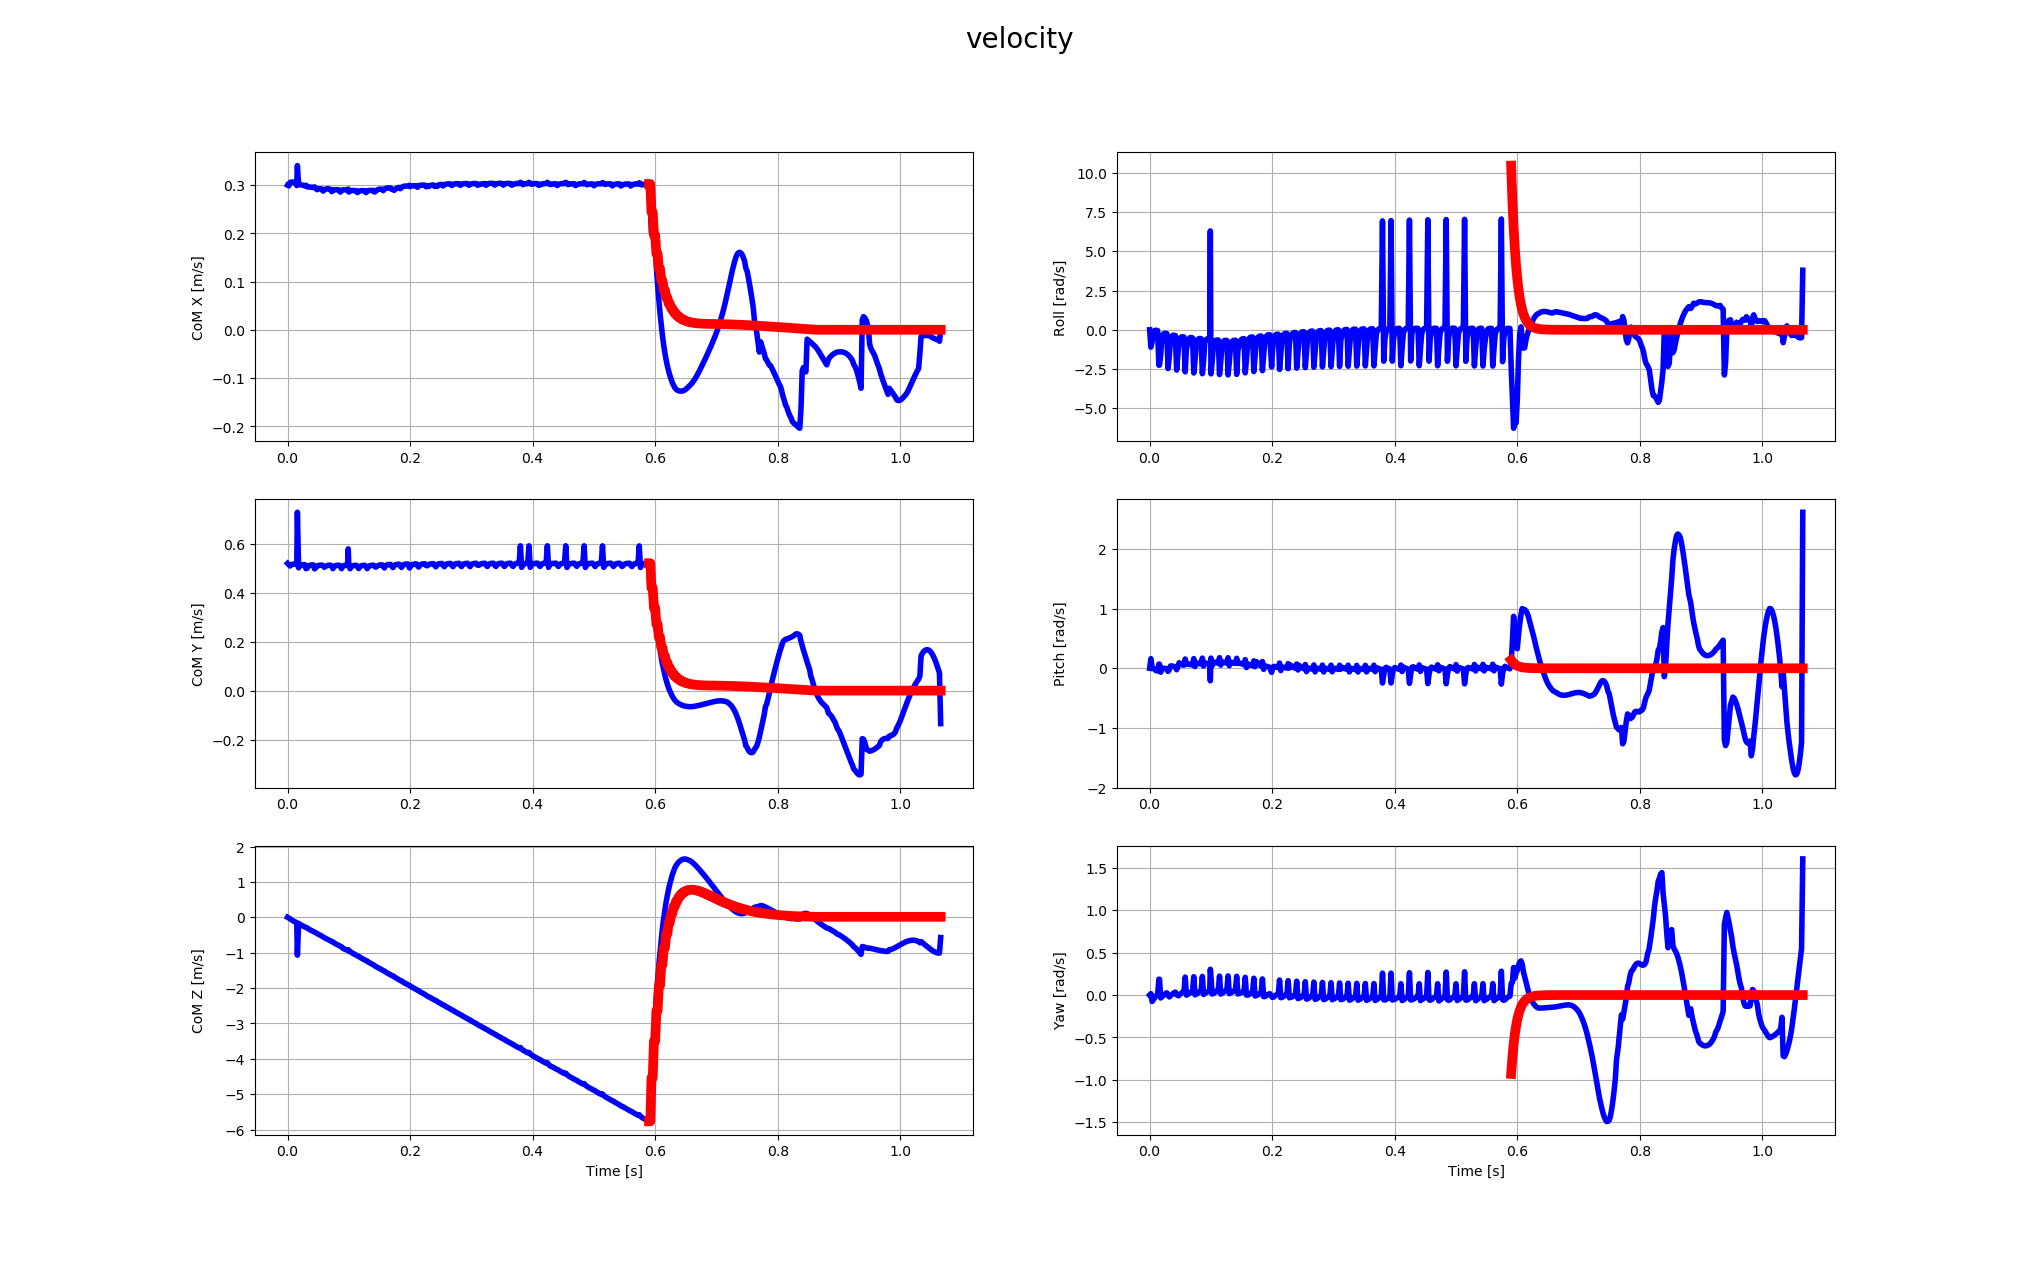 velocity
CoM X [m/s]
0.3
0.2
0.1
0.0
−0.1
−0.2
0.0 0.2 0.4 0.6 0.8 1.0
Roll [rad/s]
10.0
7.5
5.0
2.5
0.0
−2.5
−5.0
0.0 0.2 0.4 0.6 0.8 1.0
CoM Y [m/s]
0.6
0.4
0.2
0.0
−0.2
0.0 0.2 0.4 0.6 0.8 1.0
Pitch [rad/s]
2
1
0
−1
−2
0.0 0.2 0.4 0.6 0.8 1.0
CoM Z [m/s]
2
1
0
−1
−2
−3
−4
−5
−6
0.0 0.2 0.4 0.6 0.8 1.0
Time [s]
Yaw [rad/s]
1.5
1.0
0.5
0.0
−0.5
−1.0
−1.5
0.0 0.2 0.4 0.6 0.8 1.0
Time [s]